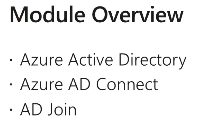 Module Overview
· Azure Active Directory
· Azure AD Connect
· AD Join